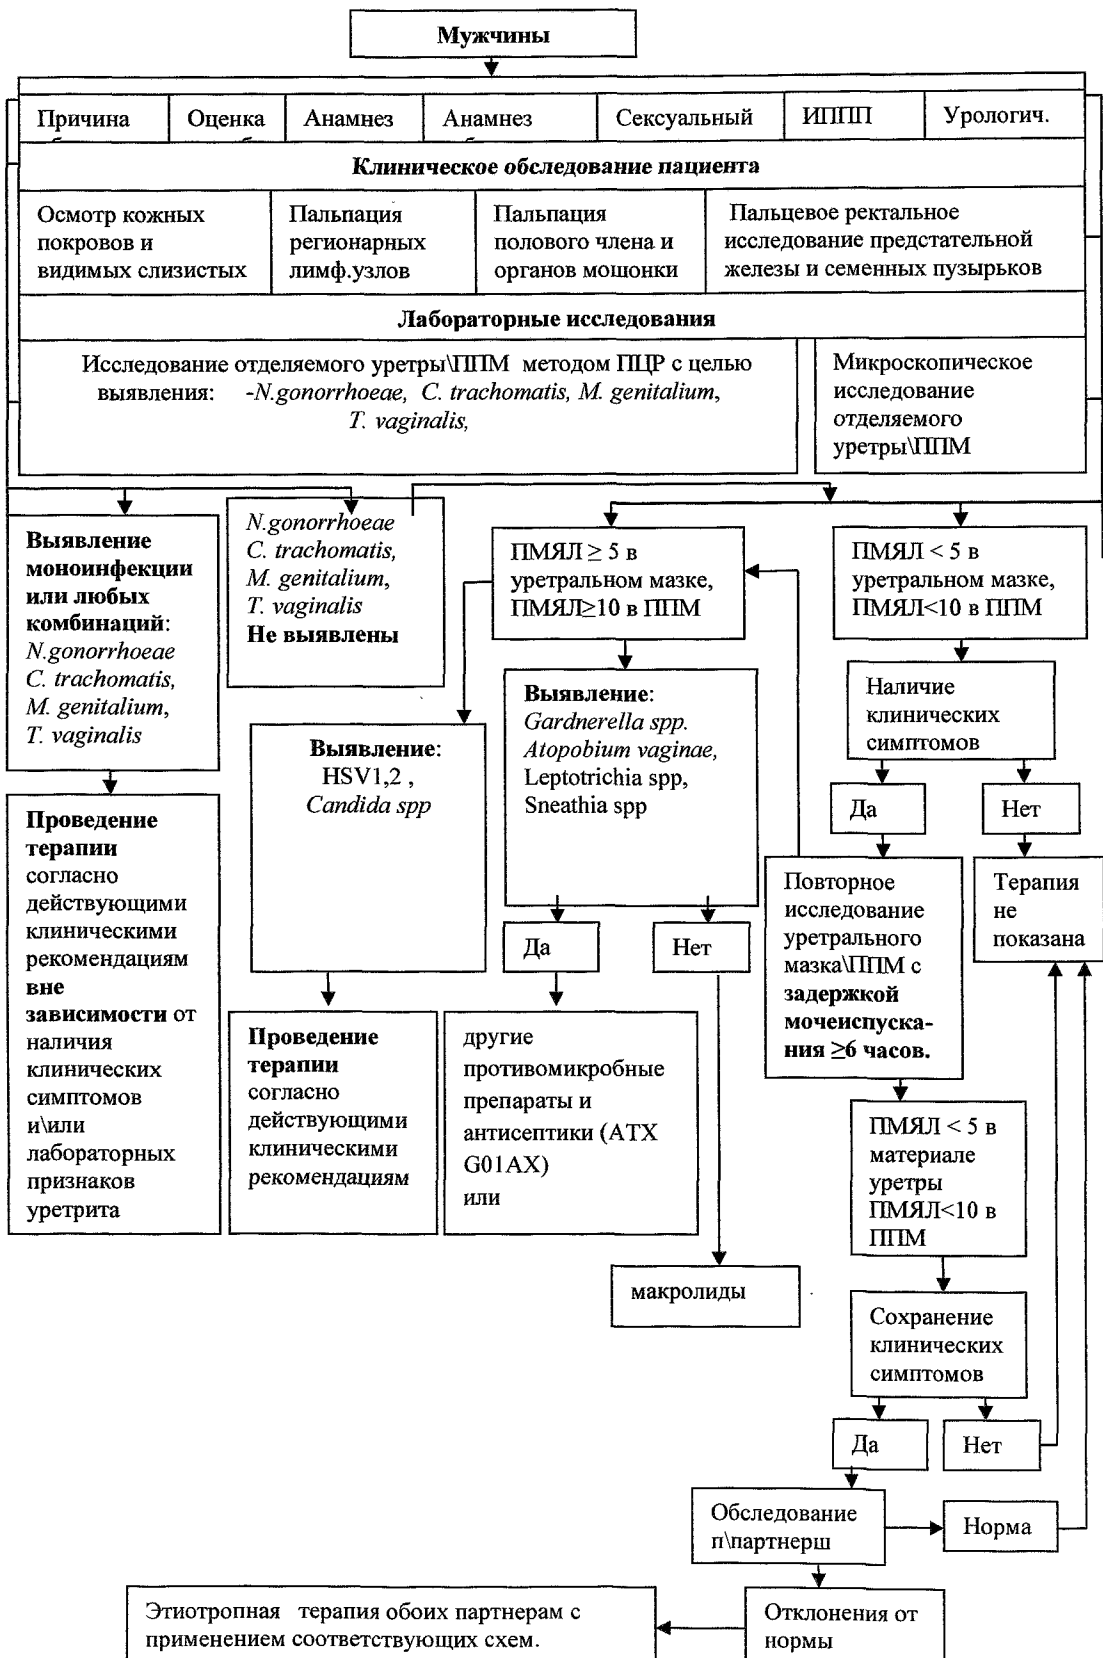 Мужчины
Причина
Оценка
Анамнез
Анамнез
Сексуальный
ИППП
Урологич.
Клиническое обследование пациента
Осмотр кожных
покровов и
видимых слизистых
Пальпация
регионарных
лимф.узлов
Пальпация
полового члена и
органов мошонки
Пальцевое ректальное
исследование предстательной
железы и семенных пузырьков
Лабораторные исследования
Исследование отделяемого уретры\ППМ методом ПЦР с целью
выявления: -N.gonorrhoeae, C. trachomatis, M. genitalium,
T. vaginalis,
Микроскопическое
исследование
отделяемого
уретры\ППМ
Выявление
моноинфекции
или любых
комбинаций:
N.gonorrhoeae
C. trachomatis,
M. genitalium,
T. vaginalis
N.gonorrhoeae
C. trachomatis,
M. genitalium,
T. vaginalis
Не выявлены
ПМЯЛ ≥ 5 в
уретральном мазке,
ПМЯЛ≥10 в ППМ
ПМЯЛ < 5 в
уретральном мазке,
ПМЯЛ<10 в ППМ
Выявление:
HSV1,2 ,
Candida spp
Выявление:
Gardnerella spp.
Atopobium vaginae,
Leptotrichia spp,
Sneathia spp
Наличие
клинических
симптомов
Да
Нет
Проведение
терапии
согласно
действующими
клиническими
рекомендациям
вне
зависимости от
наличия
клинических
симптомов
и\или
лабораторных
признаков
уретрита
Да
Нет
Повторное
исследование
уретрального
мазка\ППМ с
задержкой
мочеиспуска-
ния ≥6 часов.
Терапия
не
показана
Проведение
терапии
согласно
действующими
клиническими
рекомендациям
другие
противомикробные
препараты и
антисептики (АТХ
G01AX)
или
ПМЯЛ < 5 в
материале
уретры
ПМЯЛ<10 в
ППМ
макролиды
Сохранение
клинических
симптомов
Да
Нет
Обследование
п\партнерш
Норма
Этиотропная терапия обоих партнерам с
применением соответствующих схем.
Отклонения от
нормы